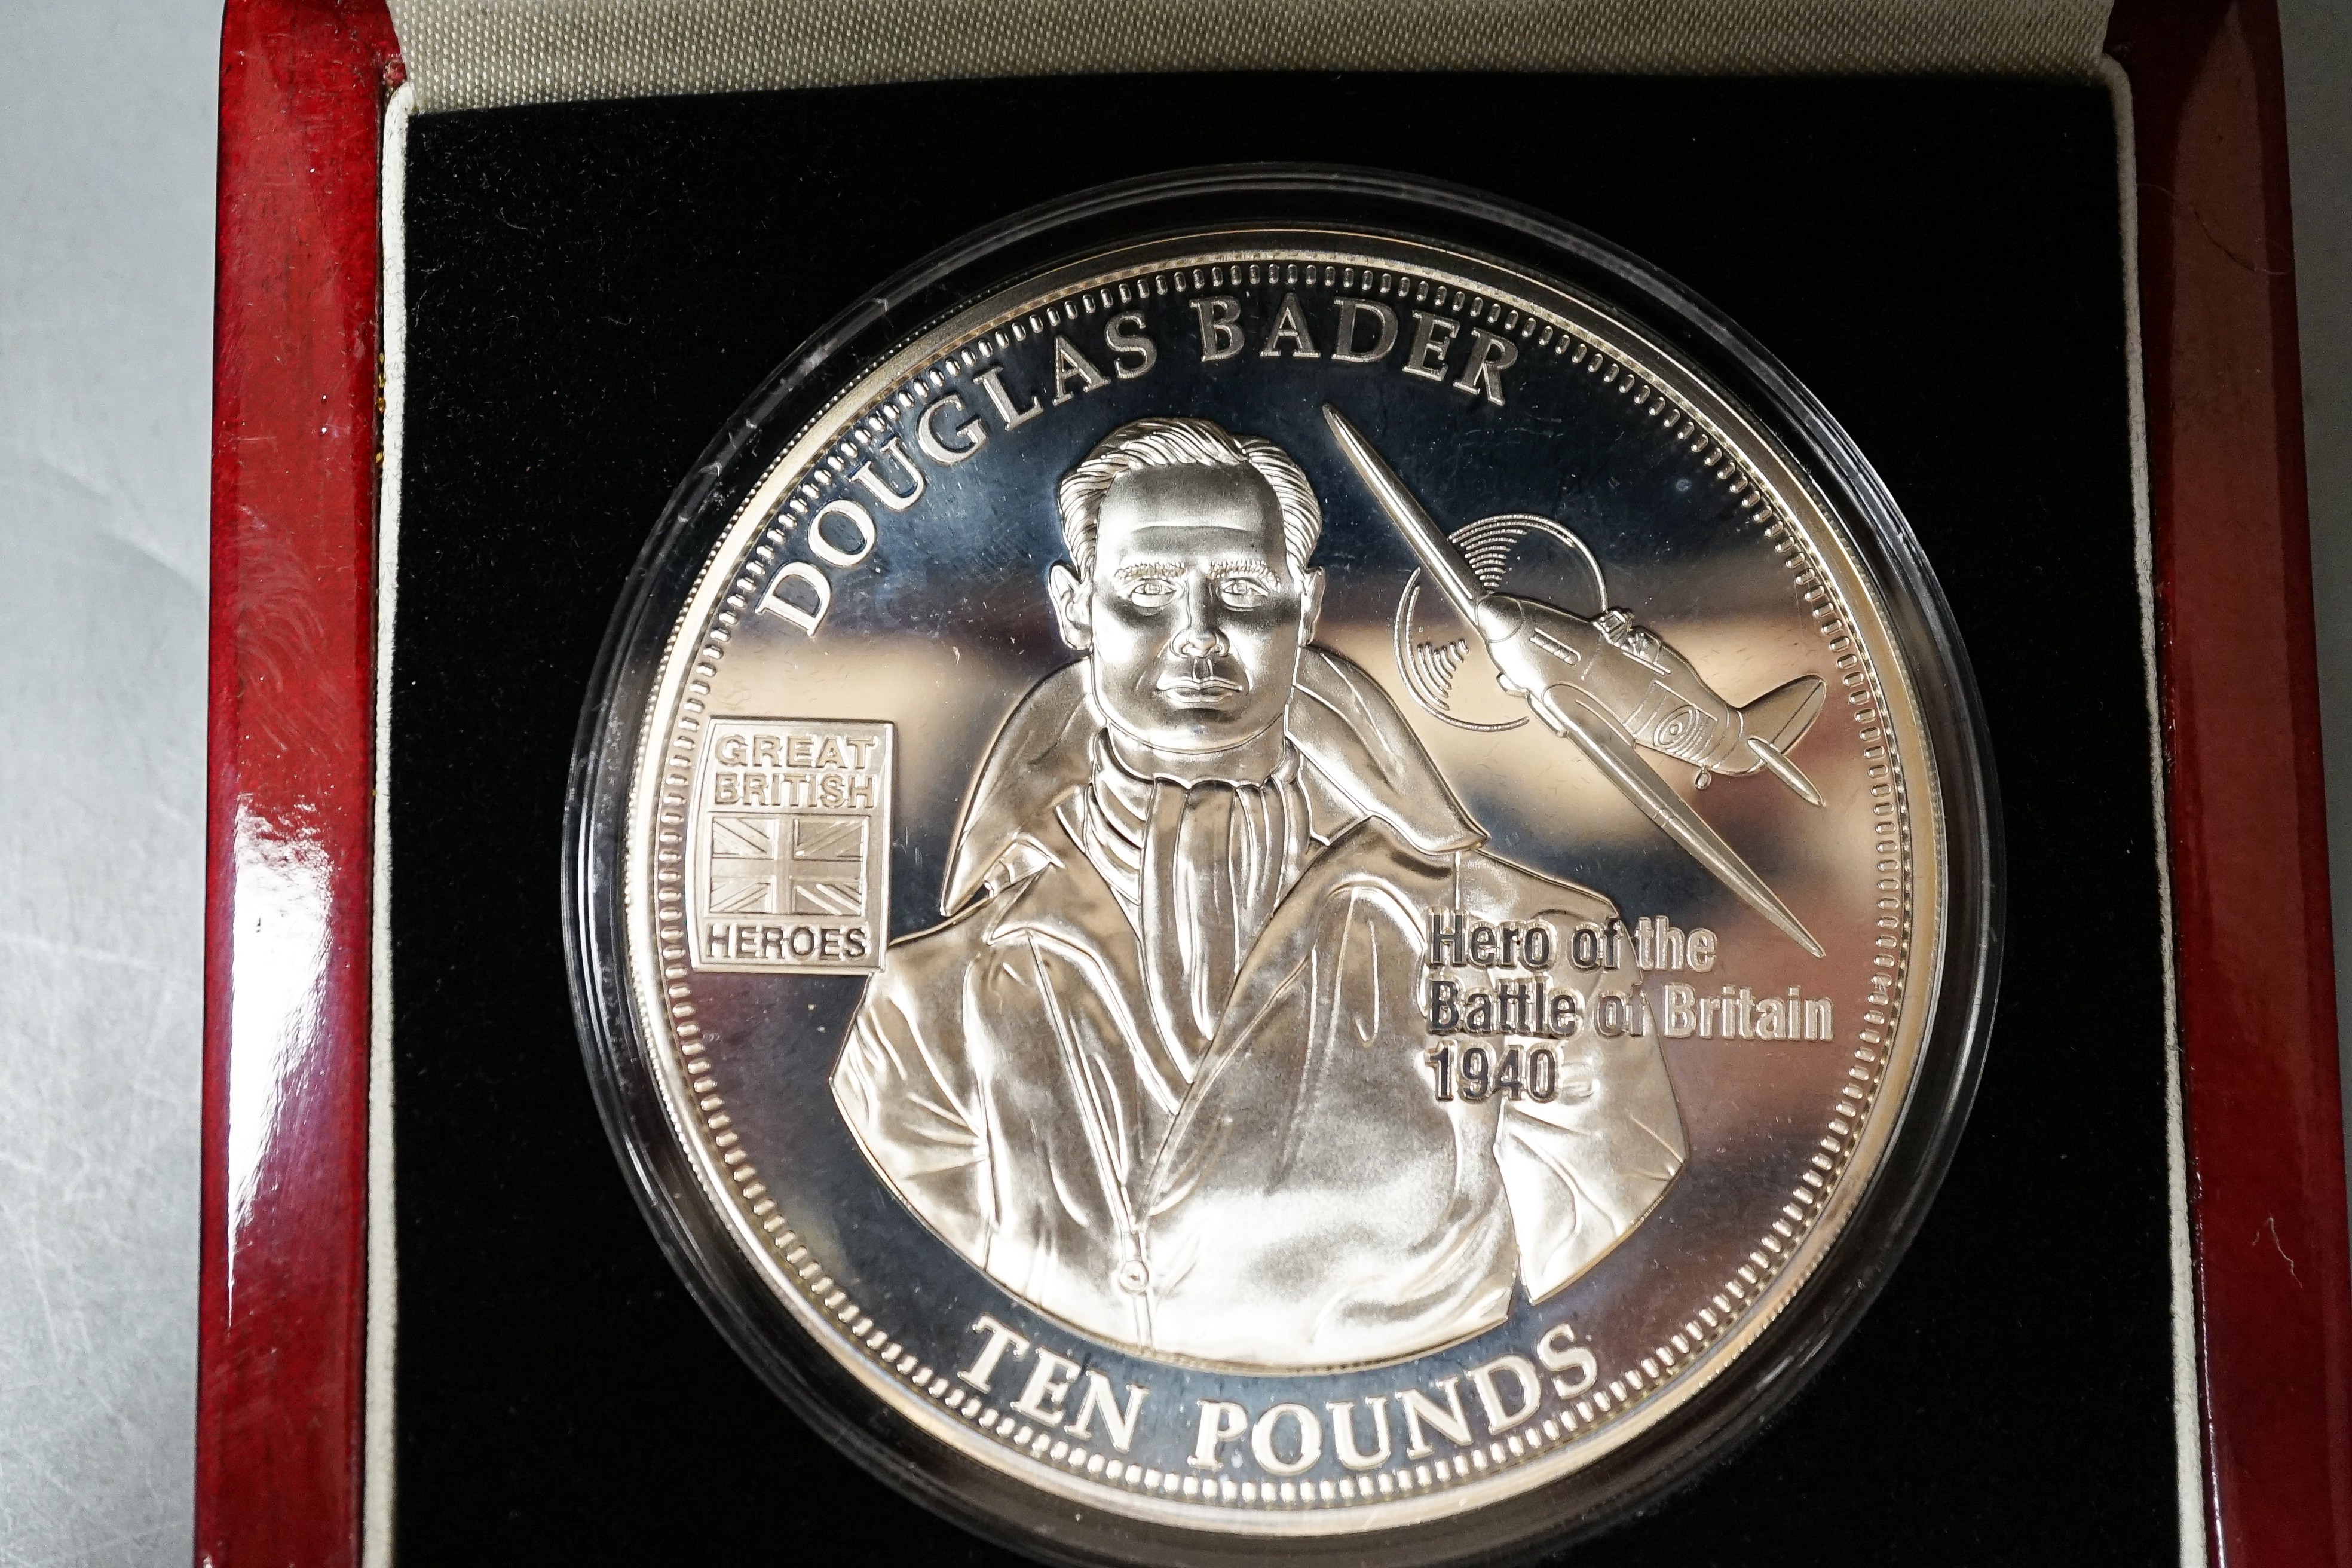 DOUGLAS BADER
GREAT
BRITISH
HEROES
Hero of the
Battle of Britain
1940
TEN POUNDS